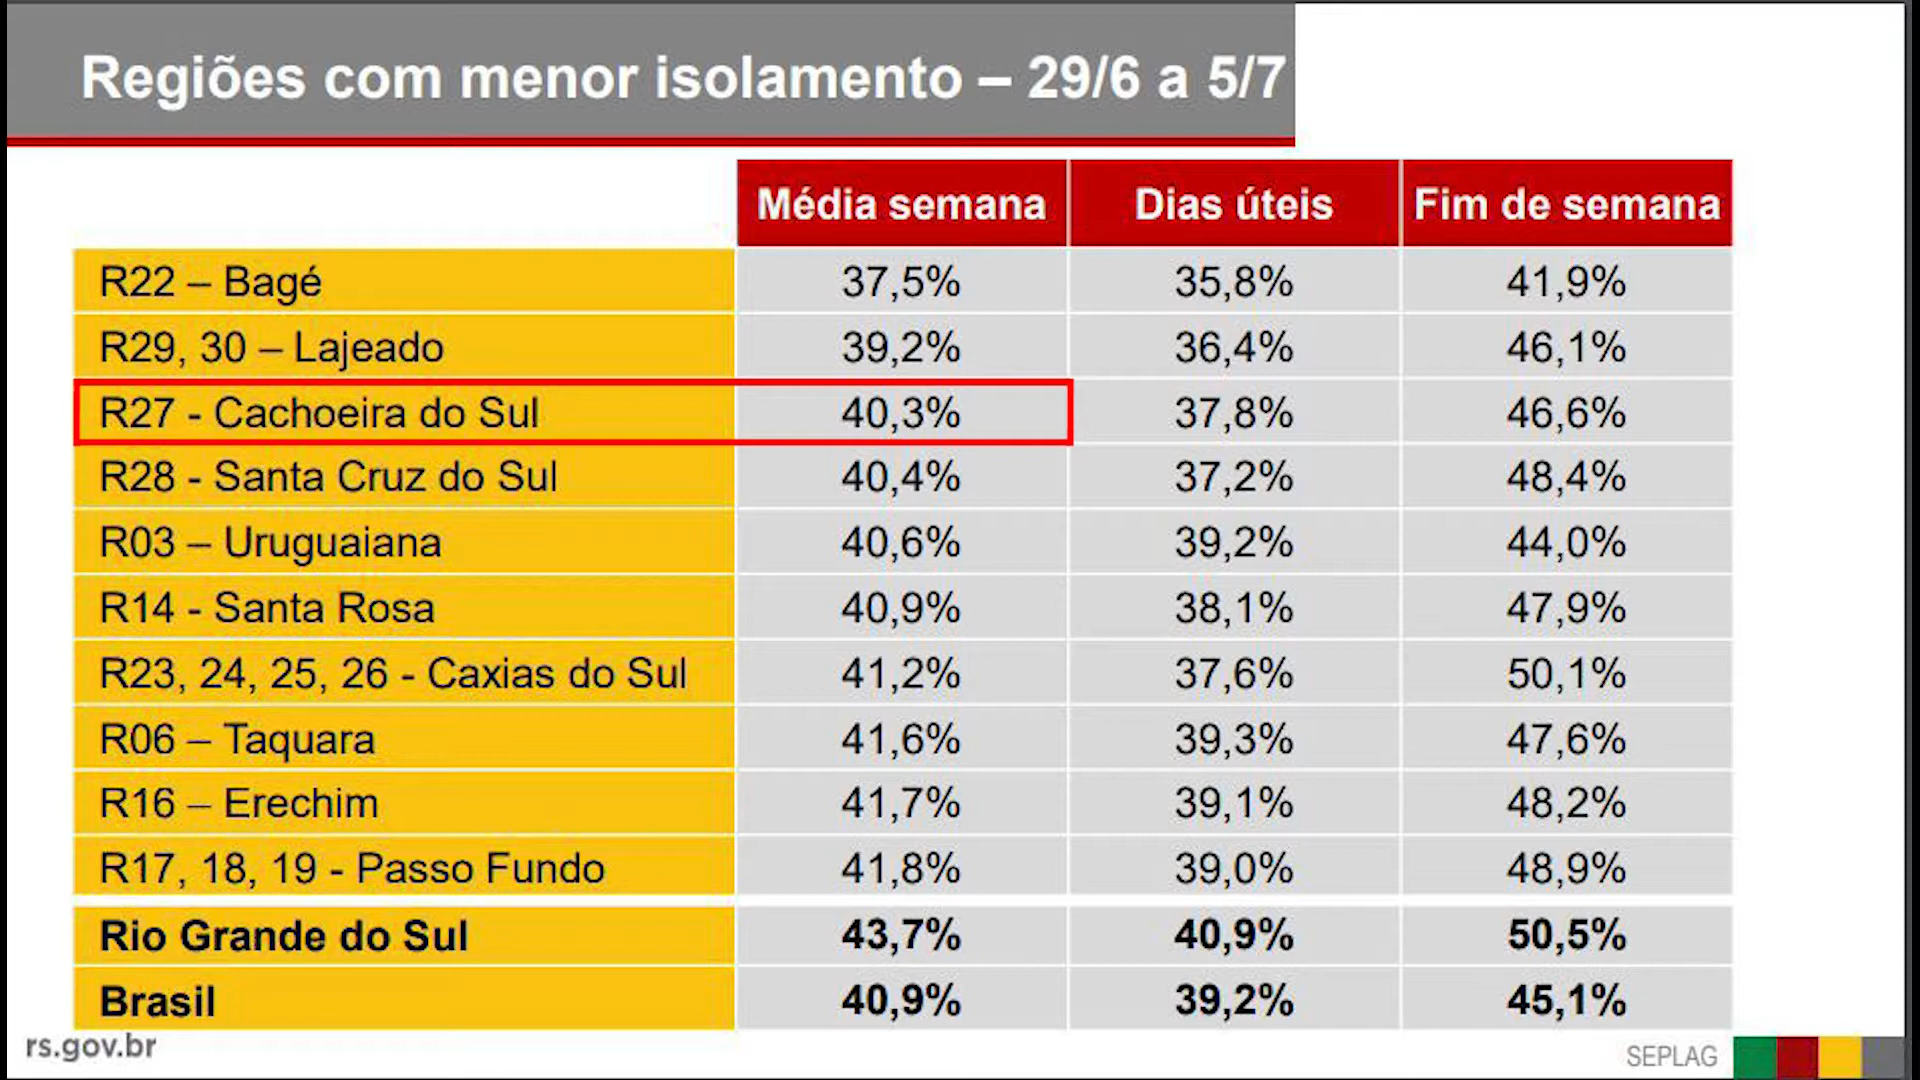 Regiões com menor isolamento – 29/6 a 5/7
Média semana Dias úteis Fim de semana
R22 – Bagé 37,5% 35,8% 41,9%
R29, 30 – Lajeado 39,2% 36,4% 46,1%
R27 - Cachoeira do Sul 40,3% 37,8% 46,6%
R28 - Santa Cruz do Sul 40,4% 37,2% 48,4%
R03 – Uruguaiana 40,6% 39,2% 44,0%
R14 - Santa Rosa 40,9% 38,1% 47,9%
R23, 24, 25, 26 - Caxias do Sul 41,2% 37,6% 50,1%
R06 – Taquara 41,6% 39,3% 47,6%
R16 – Erechim 41,7% 39,1% 48,2%
R17, 18, 19 - Passo Fundo 41,8% 39,0% 48,9%
Rio Grande do Sul 43,7% 40,9% 50,5%
Brasil 40,9% 39,2% 45,1%
rs.gov.br SEPLAG